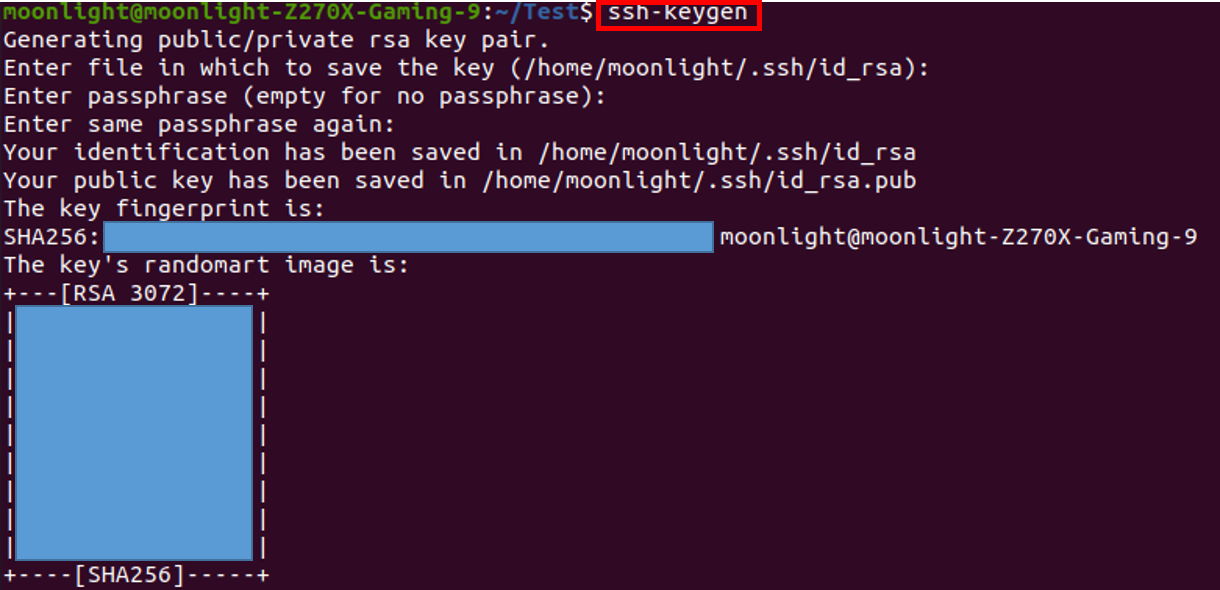 moonlight@moonlight-Z270X-Gaming-9:~/Test$ ssh-keygen
Generating public/private rsa key pair.
Enter file in which to save the key (/home/moonlight/.ssh/id_rsa):
Enter passphrase (empty for no passphrase):
Enter same passphrase again:
Your identification has been saved in /home/moonlight/.ssh/id_rsa
Your public key has been saved in /home/moonlight/.ssh/id_rsa.pub
The key fingerprint is:
SHA256: moonlight@moonlight-Z270X-Gaming-9
The key's randomart image is:
+---[RSA 3072]----+
| |
| |
| |
| |
| |
| |
| |
| |
| |
+----[SHA256]-----+